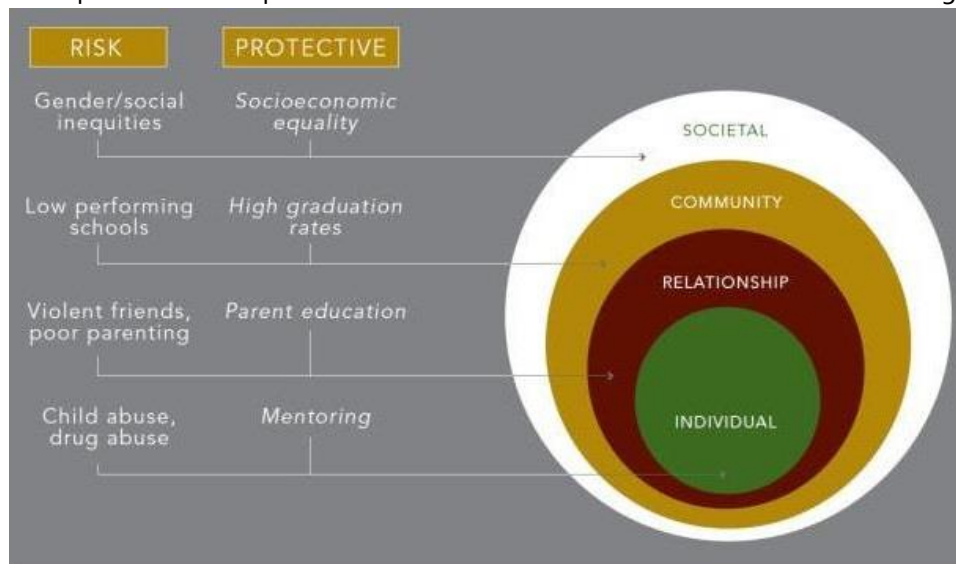 RISK
PROTECTIVE
Gender/social
inequities
Socioeconomic
equality
Low performing
schools
High graduation
rates
Violent friends,
poor parenting
Parent education
Child abuse,
drug abuse
Mentoring
SOCIETAL
COMMUNITY
RELATIONSHIP
INDIVIDUAL